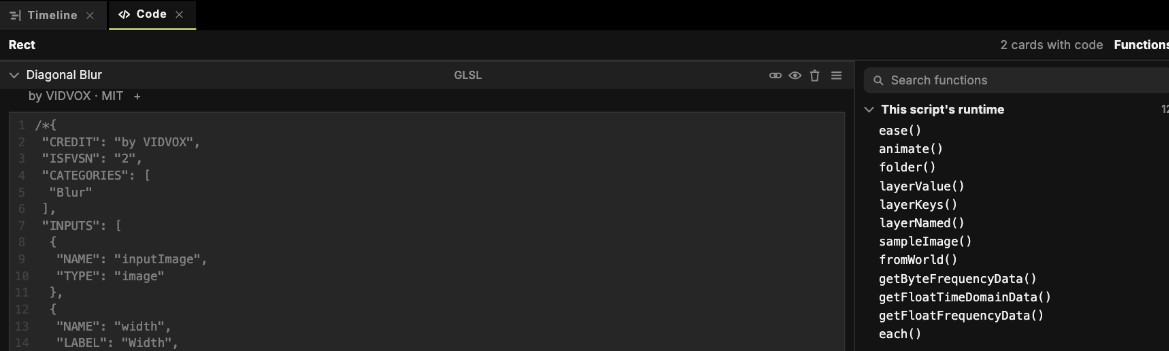 Timeline
Code
Rect
2 cards with code
Functions
Diagonal Blur
GLSL
by VIDVOX · MIT +
1 /*{
2 "CREDIT": "by VIDVOX",
3 "ISFVSN": "2",
4 "CATEGORIES": [
5 "Blur"
6 ],
7 "INPUTS": [
8 {
9 "NAME": "inputImage",
10 "TYPE": "image"
11 },
12 {
13 "NAME": "width",
14 "LABEL": "Width",
Search functions
This script's runtime
12
ease()
animate()
folder()
layerValue()
layerKeys()
layerNamed()
sampleImage()
fromWorld()
getByteFrequencyData()
getFloatTimeDomainData()
getFloatFrequencyData()
each()